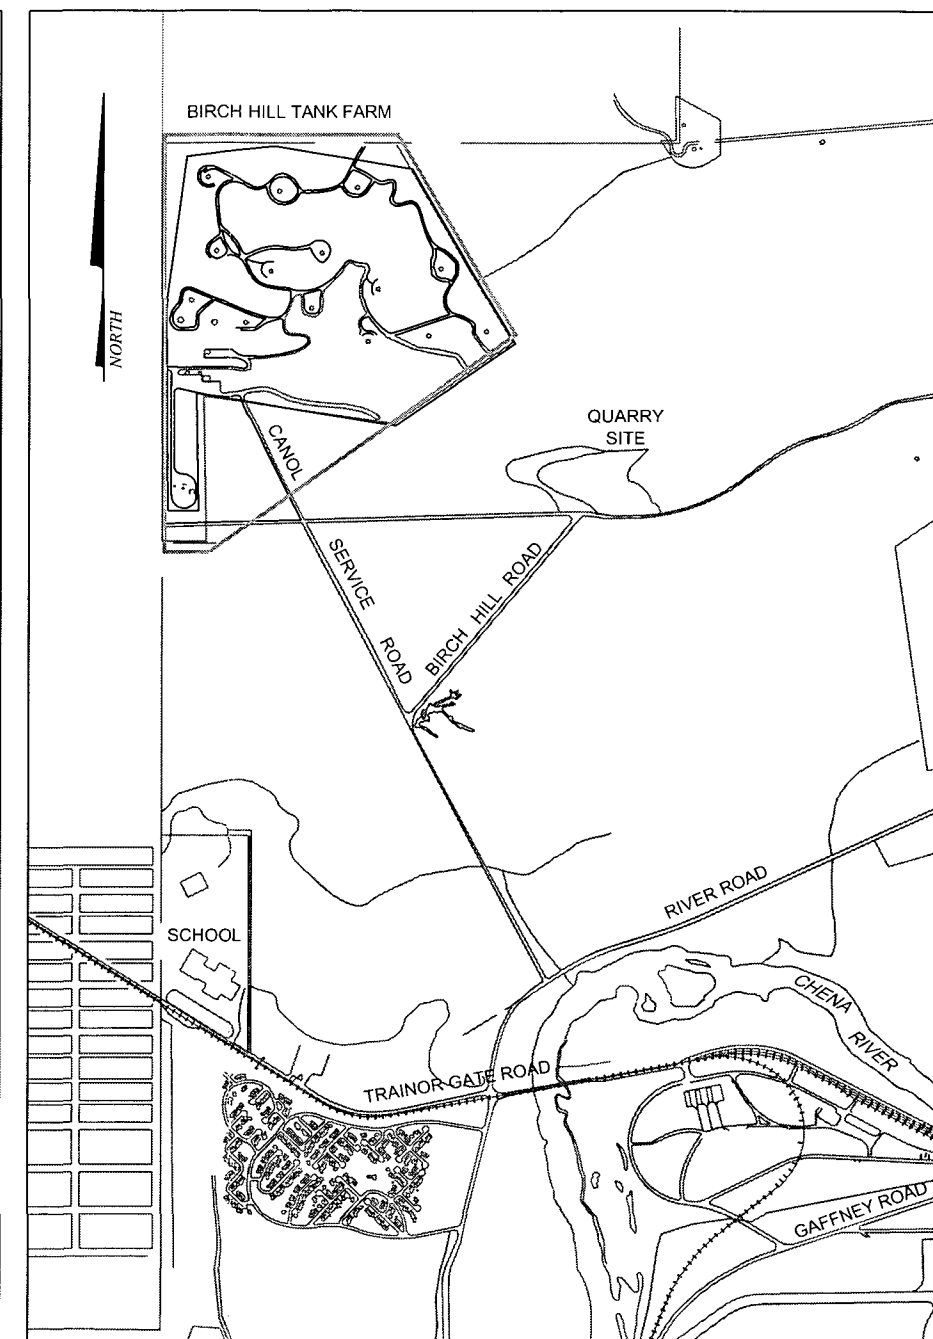 BIRCH HILL TANK FARM
NORTH
QUARRY
SITE
CANOL SERVICE ROAD
BIRCH HILL ROAD
RIVER ROAD
SCHOOL
CHENA RIVER
TRAINOR GATE ROAD
GAFFNEY ROAD